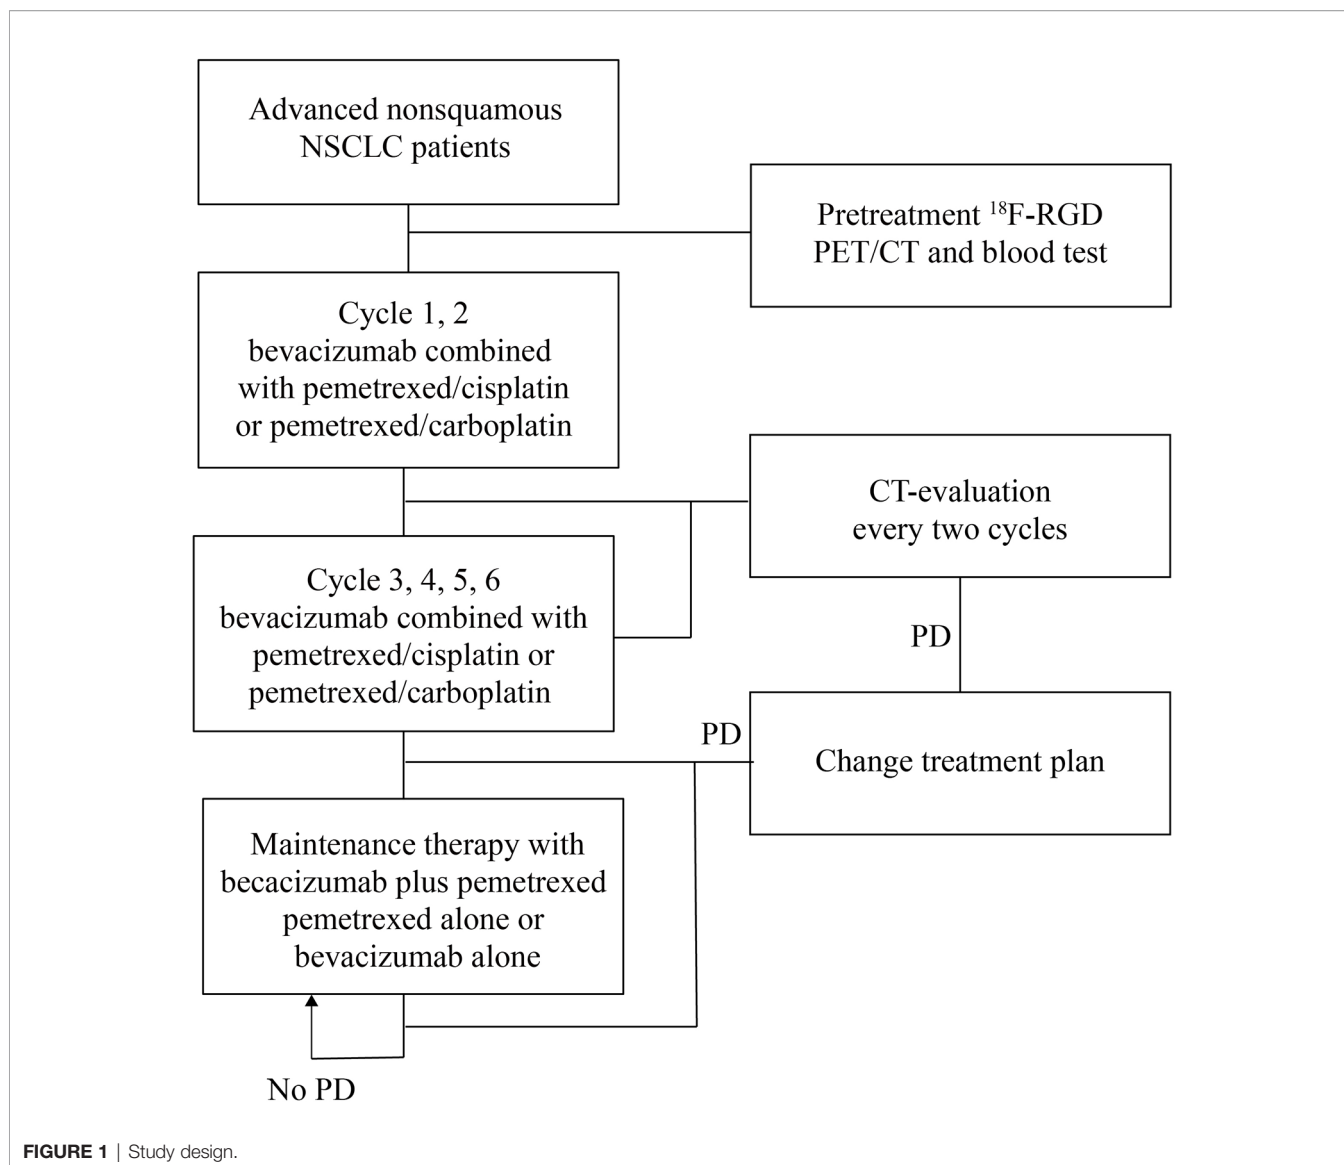 Advanced nonsquamous
NSCLC patients
Pretreatment ¹⁸F-RGD
PET/CT and blood test
Cycle 1, 2
bevacizumab combined
with pemetrexed/cisplatin
or pemetrexed/carboplatin
CT-evaluation
every two cycles
Cycle 3, 4, 5, 6
bevacizumab combined with
pemetrexed/cisplatin or
pemetrexed/carboplatin
PD
PD
Change treatment plan
Maintenance therapy with
becacizumab plus pemetrexed
pemetrexed alone or
bevacizumab alone
No PD
FIGURE 1 | Study design.